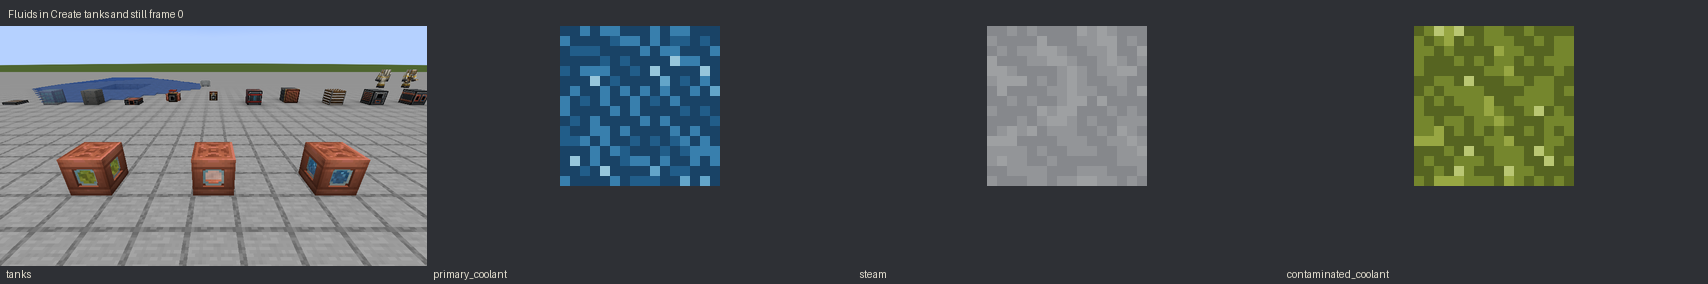 Fluids in Create tanks and still frame 0
tanks
primary_coolant
steam
contaminated_coolant